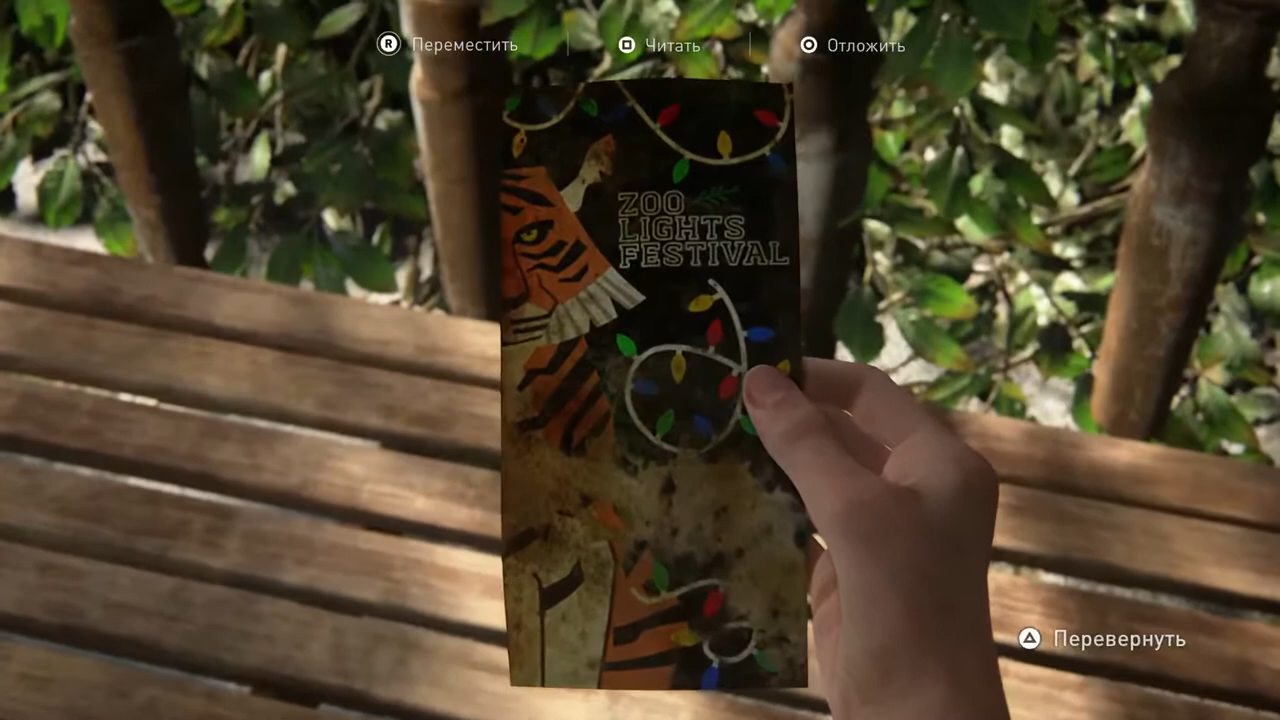 R Переместить
Читать
Отложить
ZOO
LIGHTS
FESTIVAL
Перевернуть